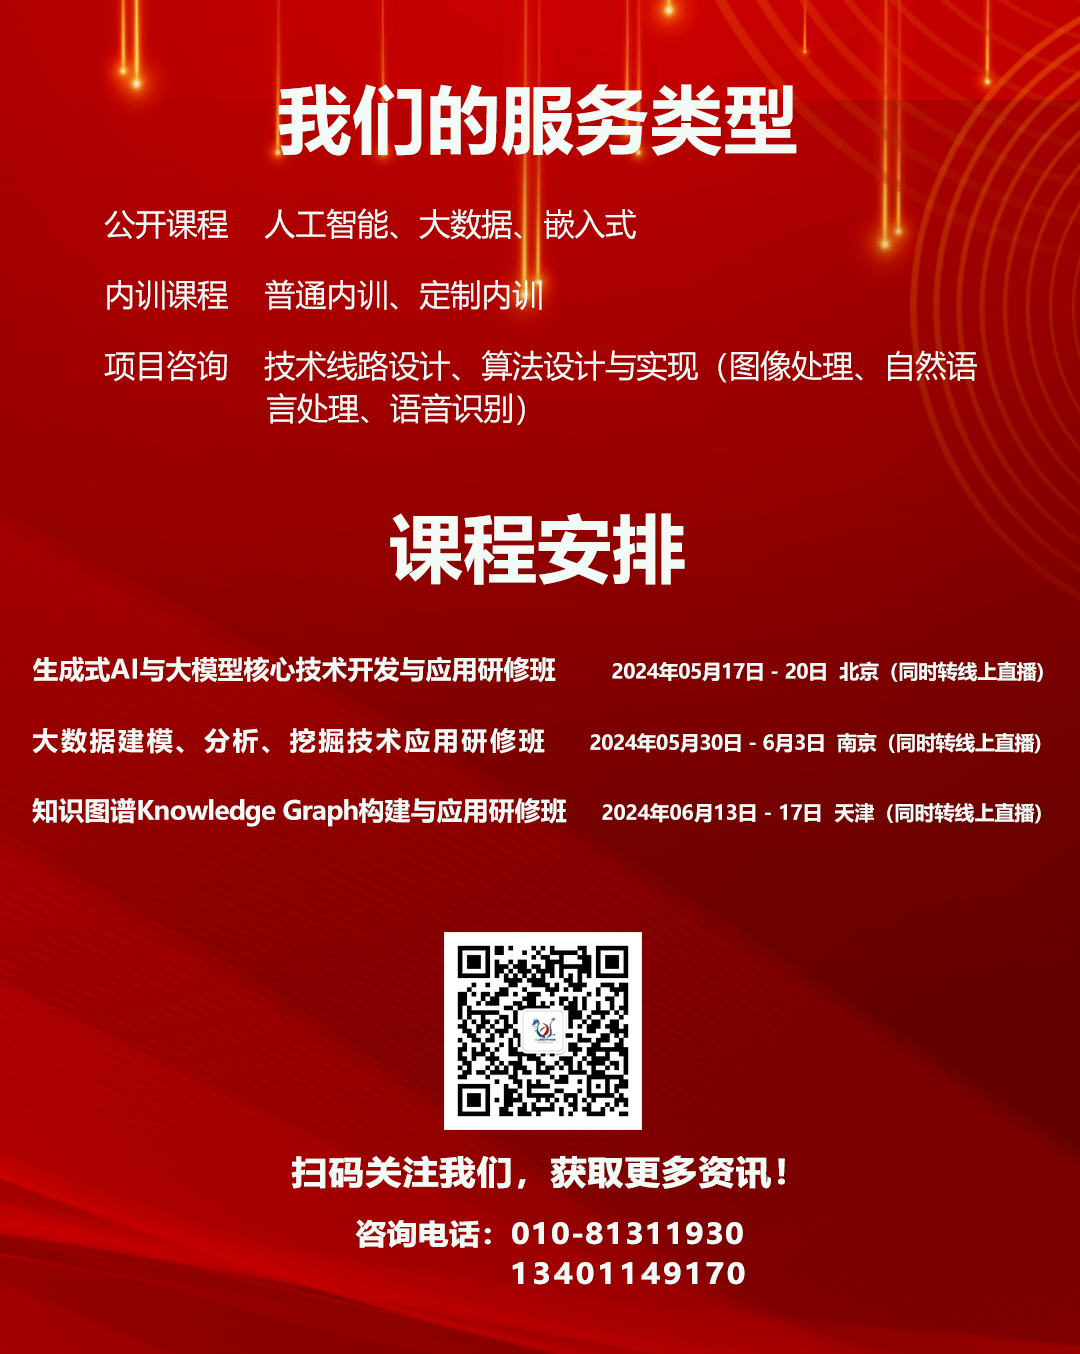 我们的服务类型
公开课程 人工智能、大数据、嵌入式
内训课程 普通内训、定制内训
项目咨询 技术线路设计、算法设计与实现（图像处理、自然语
言处理、语音识别）
课程安排
生成式AI与大模型核心技术开发与应用研修班 2024年05月17日 - 20日 北京（同时转线上直播）
大数据建模、分析、挖掘技术应用研修班 2024年05月30日 - 6月3日 南京（同时转线上直播）
知识图谱Knowledge Graph构建与应用研修班 2024年06月13日 - 17日 天津（同时转线上直播）
扫码关注我们，获取更多资讯！
咨询电话：010-81311930
13401149170